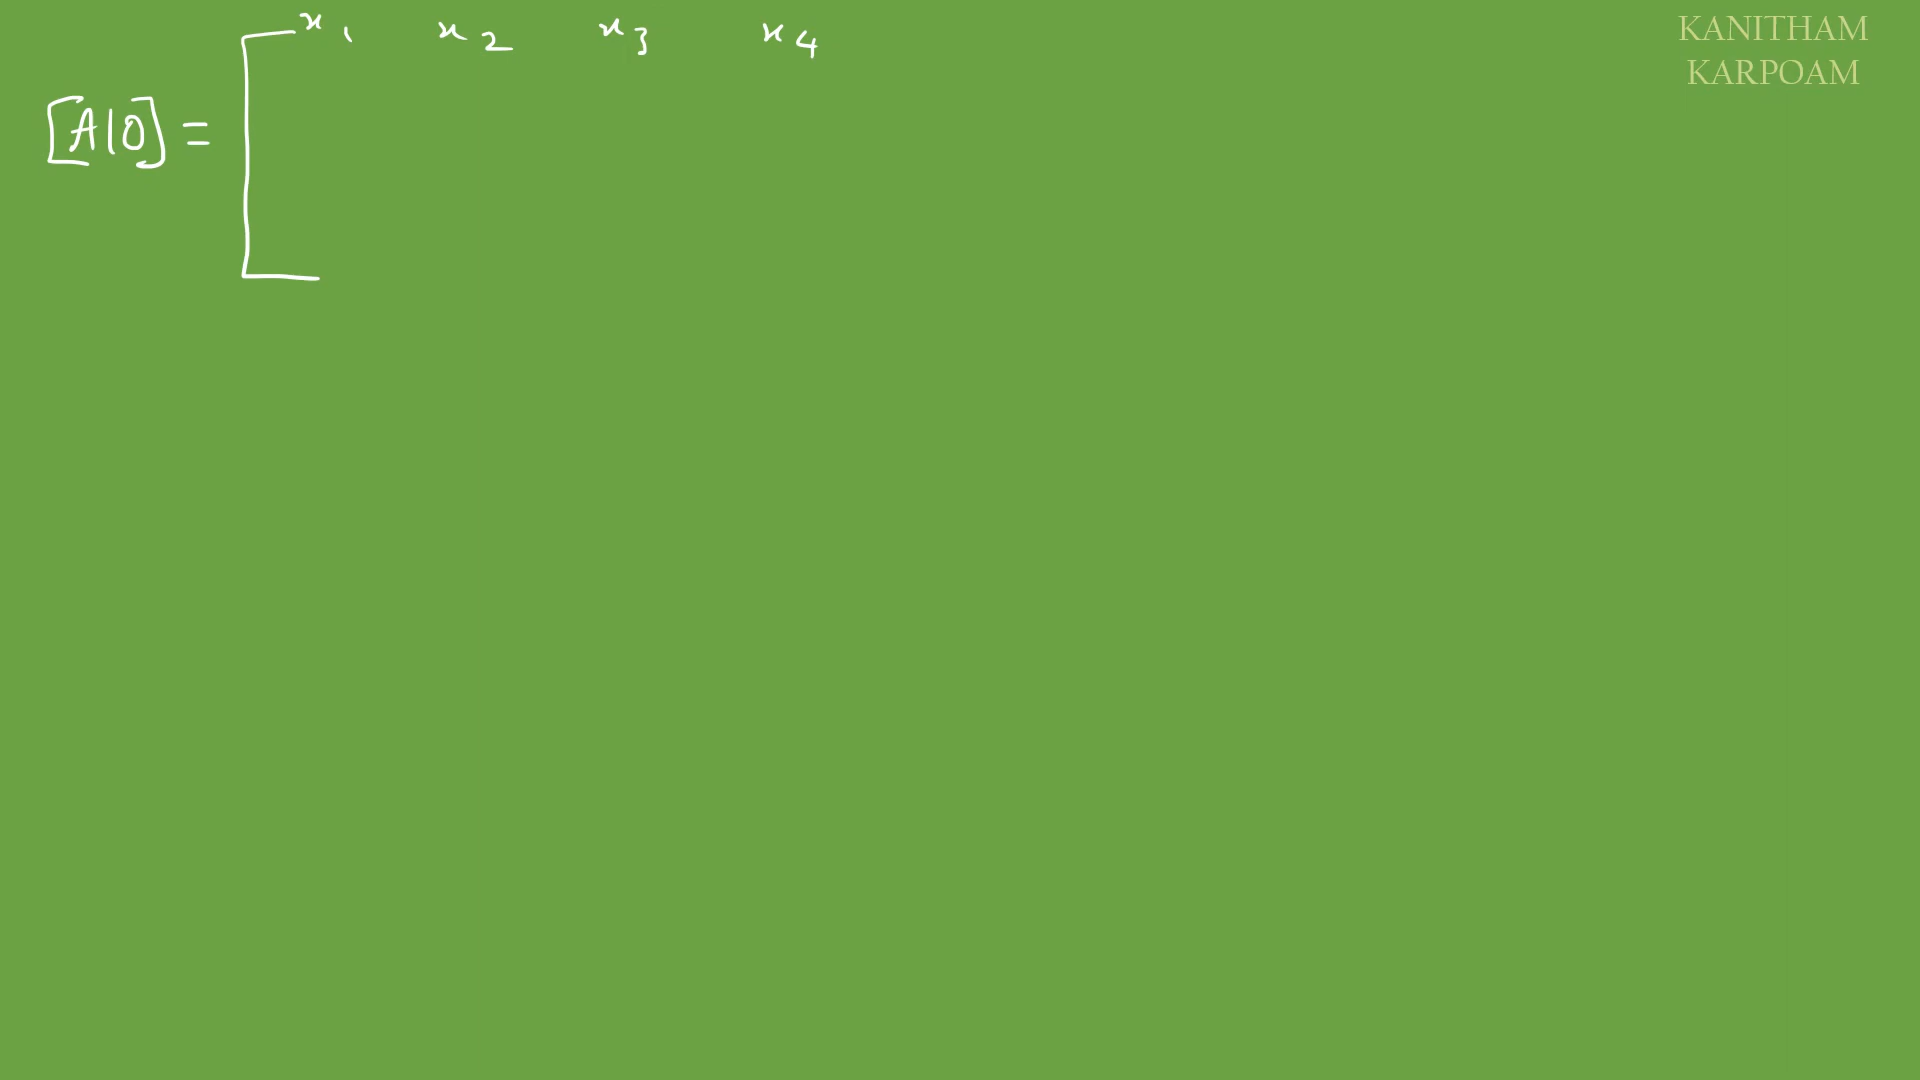 x₁ x₂ x₃ x₄
[A|0] = [
KANITHAM
KARPOAM